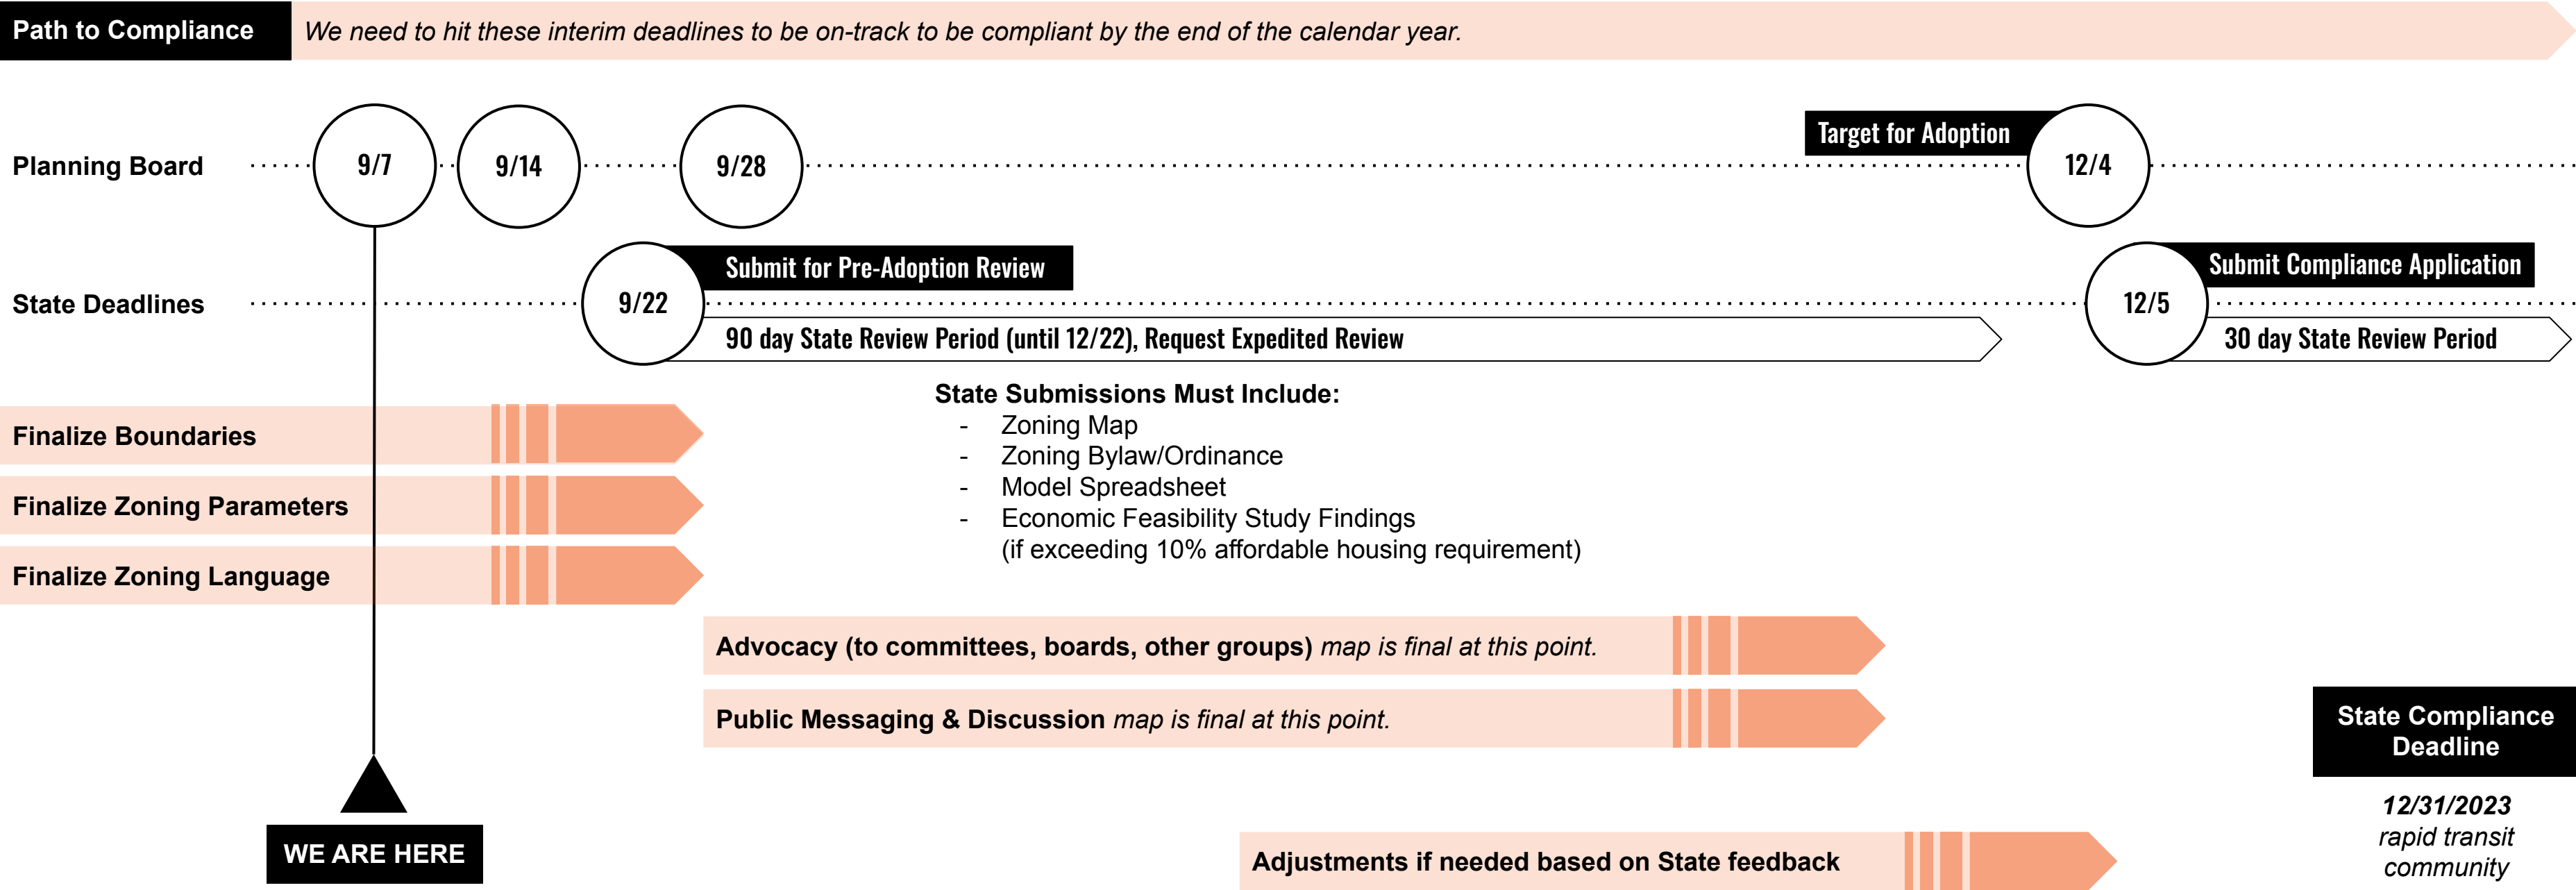 Path to Compliance
We need to hit these interim deadlines to be on-track to be compliant by the end of the calendar year.
Planning Board
9/7
9/14
9/28
Target for Adoption
12/4
State Deadlines
9/22
Submit for Pre-Adoption Review
90 day State Review Period (until 12/22), Request Expedited Review
12/5
Submit Compliance Application
30 day State Review Period
State Submissions Must Include:
- Zoning Map
- Zoning Bylaw/Ordinance
- Model Spreadsheet
- Economic Feasibility Study Findings
(if exceeding 10% affordable housing requirement)
Finalize Boundaries
Finalize Zoning Parameters
Finalize Zoning Language
Advocacy (to committees, boards, other groups) map is final at this point.
Public Messaging & Discussion map is final at this point.
State Compliance
Deadline
12/31/2023
rapid transit
community
WE ARE HERE
Adjustments if needed based on State feedback